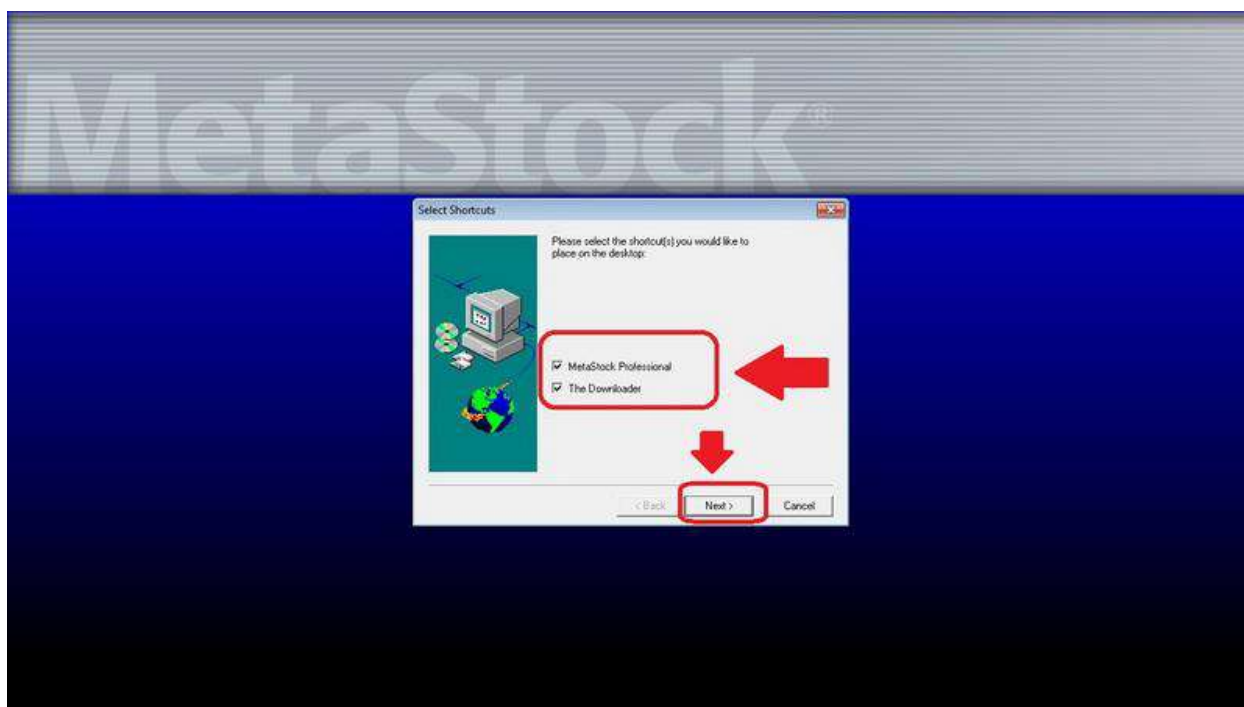 MetaStock®
Select Shortcuts
Please select the shortcut(s) you would like to
place on the desktop:
MetaStock Professional
The Downloader
< Back
Next >
Cancel